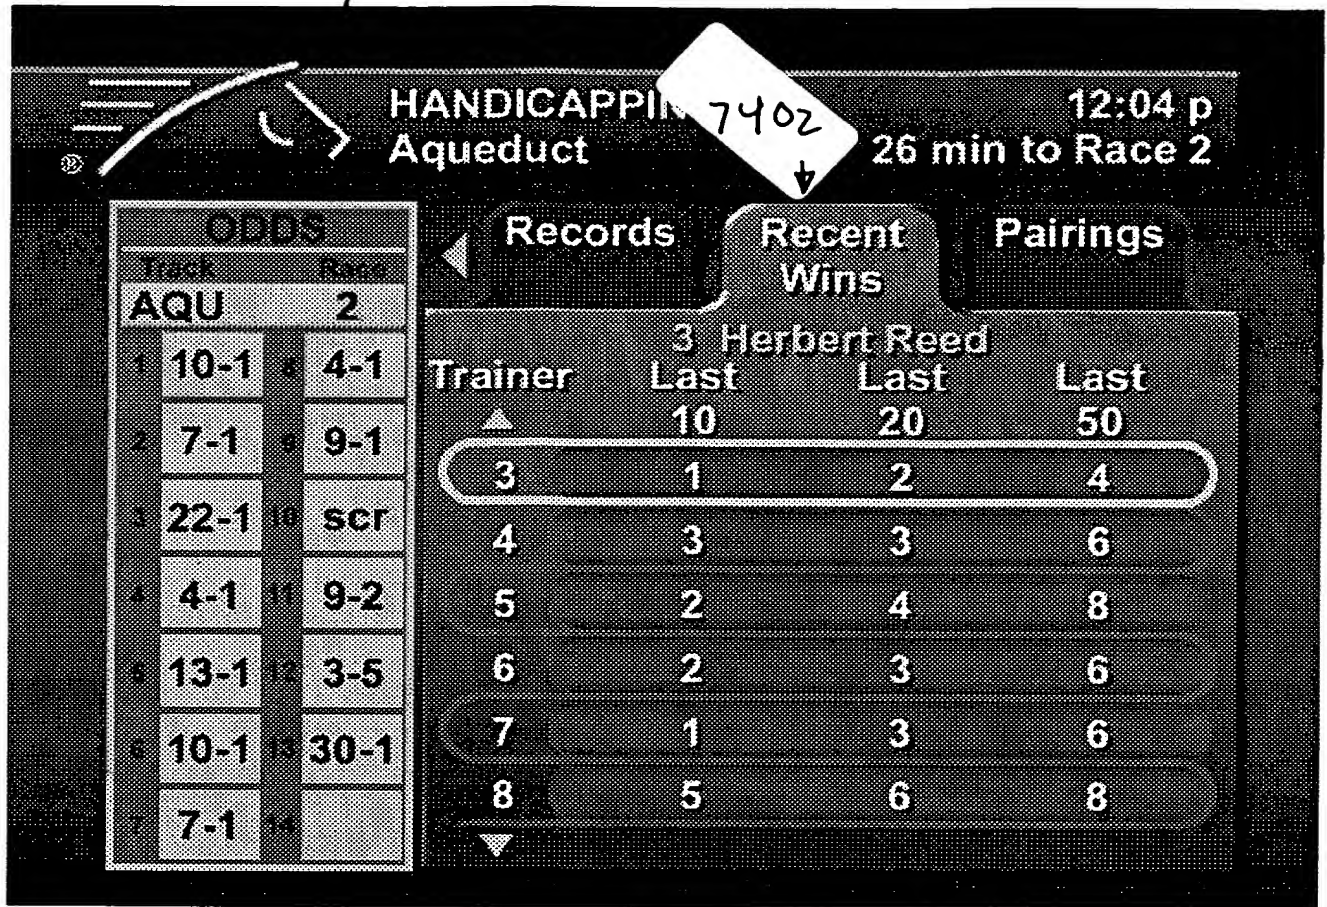 HANDICAPPIN
7402
12:04 p
Aqueduct
26 min to Race 2
®
ODDS
Track Race
AQU 2
1 10-1 8 4-1
2 7-1 9 9-1
3 22-1 10 scr
4 4-1 11 9-2
5 13-1 12 3-5
6 10-1 13 30-1
7 7-1 14
Records
Recent
Wins
Pairings
3 Herbert Reed
Trainer Last Last Last
10 20 50
3 1 2 4
4 3 3 6
5 2 4 8
6 2 3 6
7 1 3 6
8 5 6 8